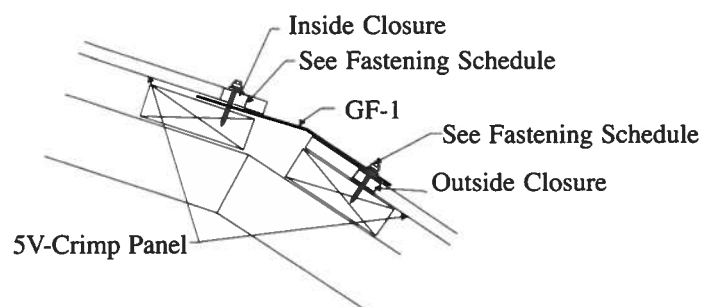 Inside Closure
See Fastening Schedule
GF-1
See Fastening Schedule
Outside Closure
5V-Crimp Panel